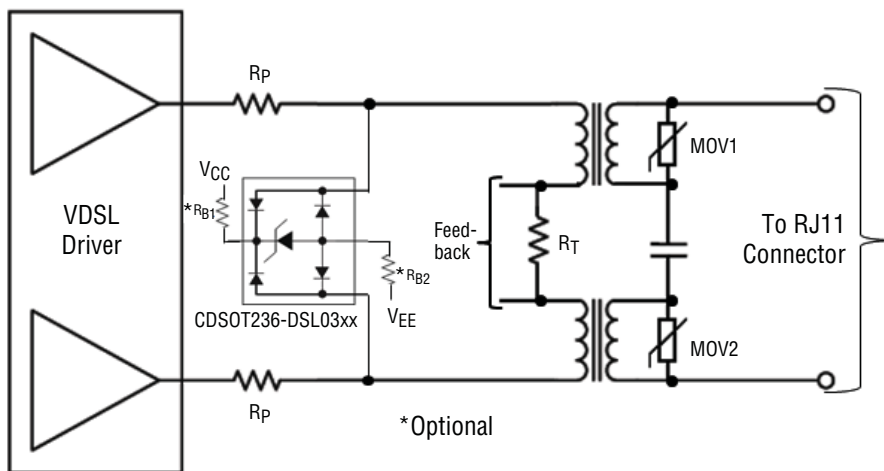 RP
VCC
*RB1
VDSL
Driver
*RB2
VEE
CDSOT236-DSL03xx
Feed-
back
RT
MOV1
To RJ11
Connector
MOV2
RP
*Optional